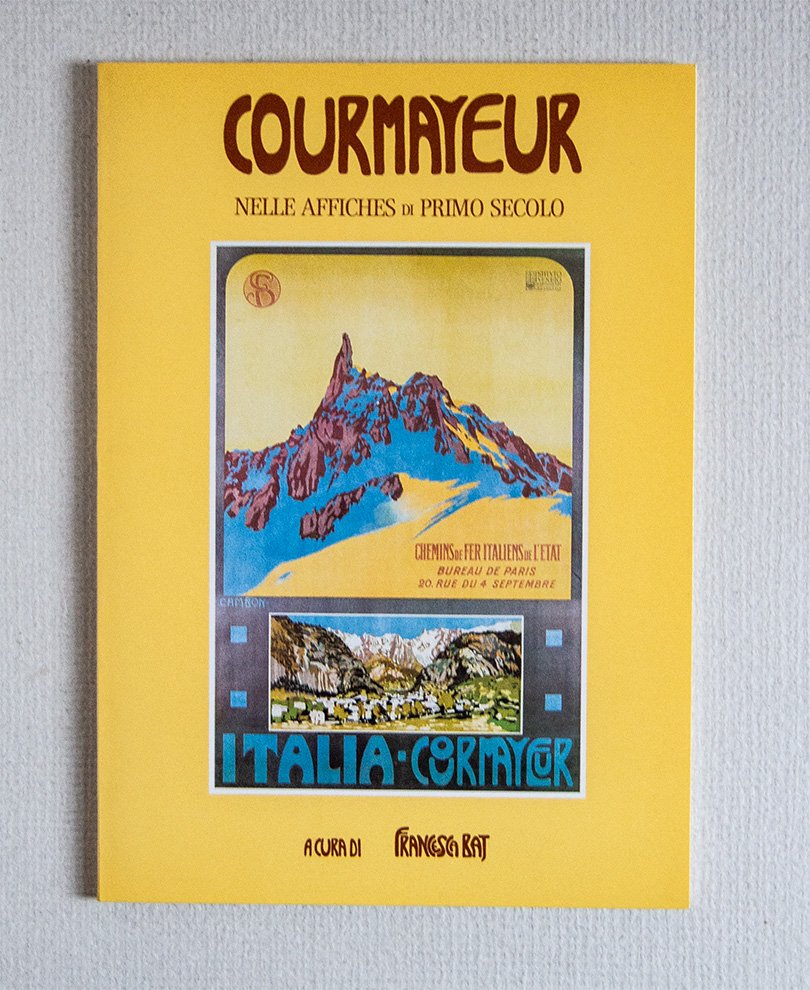 COURMAYEUR
NELLE AFFICHES DI PRIMO SECOLO
CHEMINS DE FER ITALIENS DE L'ETAT
BUREAU DE PARIS
20. RUE DU 4 SEPTEMBRE
CAMBON
ITALIA-CORMAYEUR
A CURA DI FRANCESCA BAJ